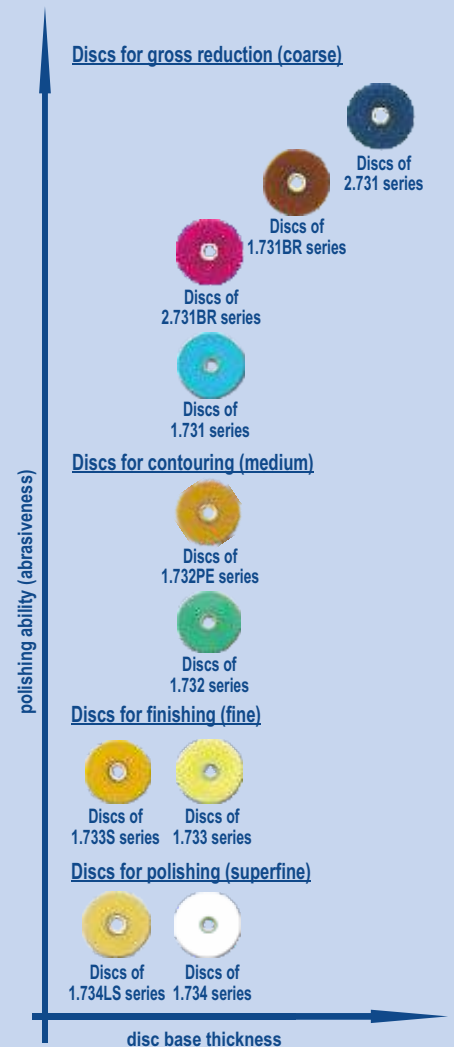 Discs for gross reduction (coarse)
Discs of
2.731 series
Discs of
1.731BR series
Discs of
2.731BR series
Discs of
1.731 series
Discs for contouring (medium)
Discs of
1.732PE series
Discs of
1.732 series
Discs for finishing (fine)
Discs of
1.733S series
Discs of
1.733 series
Discs for polishing (superfine)
Discs of
1.734LS series
Discs of
1.734 series
polishing ability (abrasiveness)
disc base thickness